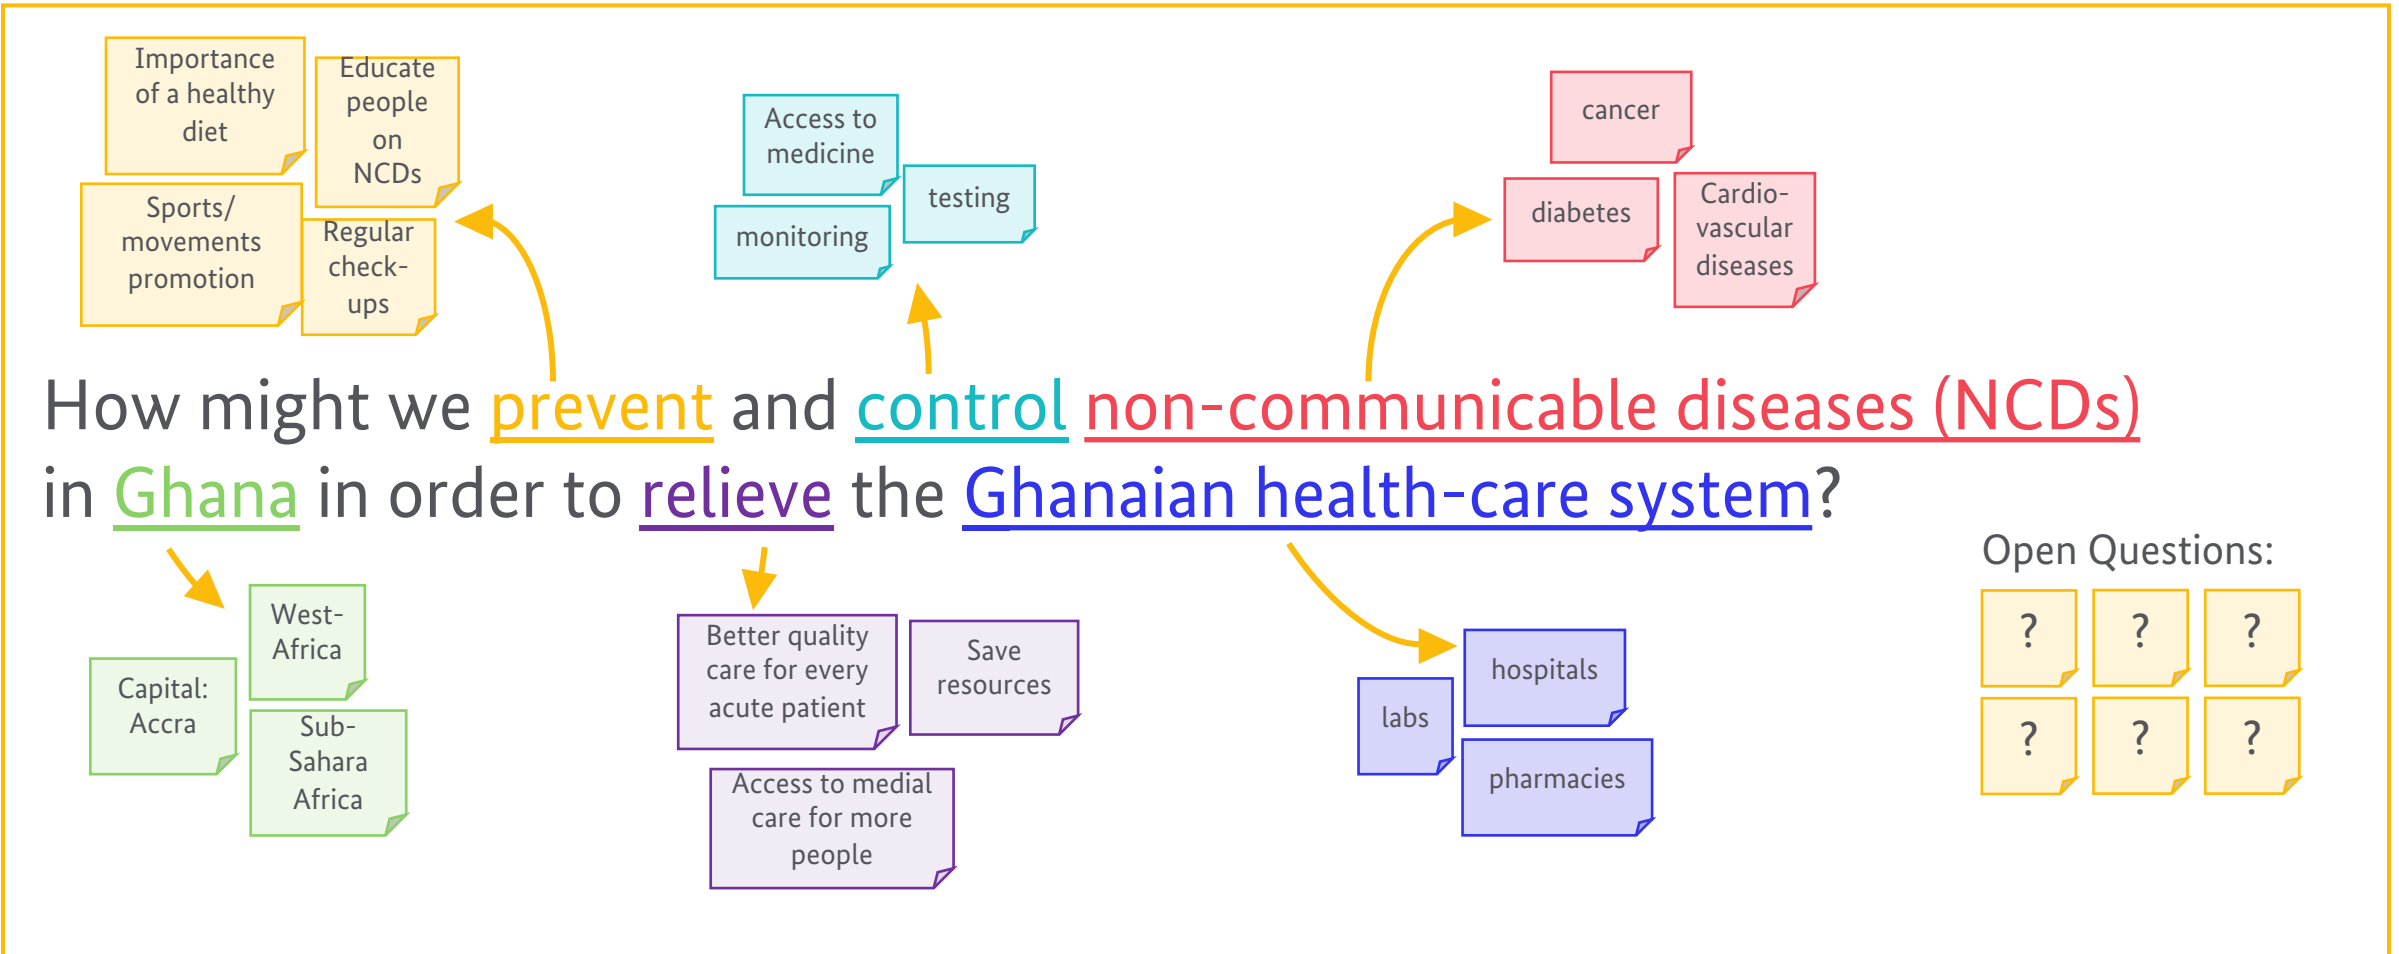 Importance
of a healthy
diet
Educate
people
on
NCDs
Sports/
movements
promotion
Regular
check-
ups
Access to
medicine
testing
monitoring
cancer
diabetes
Cardio-
vascular
diseases
How might we prevent and control non-communicable diseases (NCDs)
in Ghana in order to relieve the Ghanaian health-care system?
West-
Africa
Capital:
Accra
Sub-
Sahara
Africa
Better quality
care for every
acute patient
Save
resources
Access to medial
care for more
people
hospitals
labs
pharmacies
Open Questions:
? ? ?
? ? ?